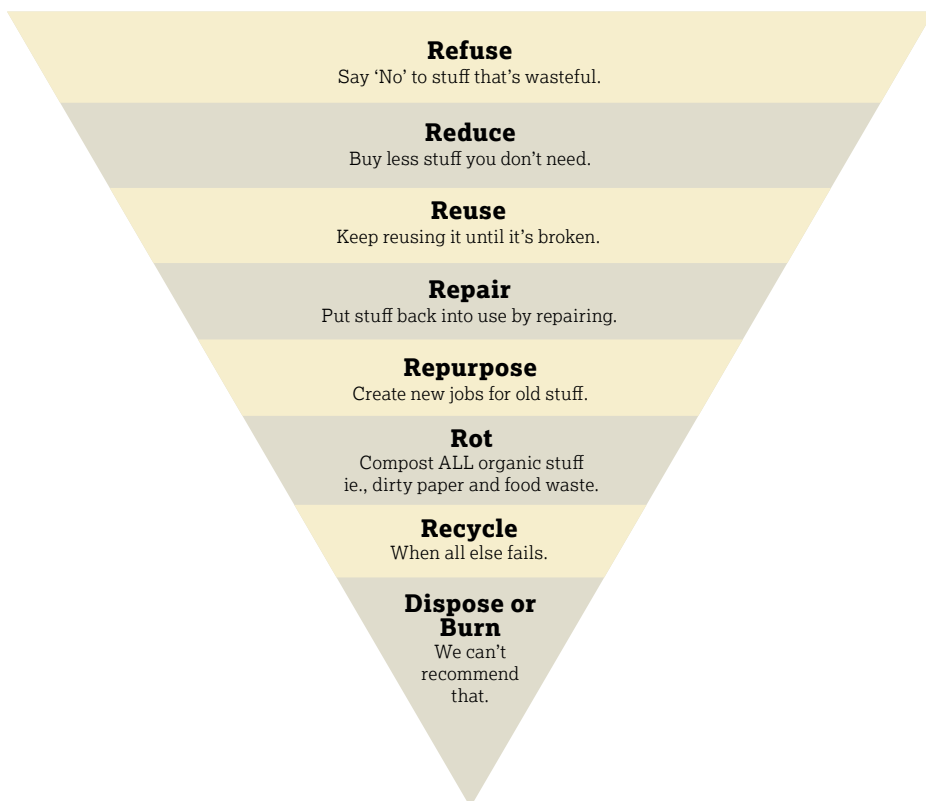 Refuse
Say ‘No’ to stuff that’s wasteful.
Reduce
Buy less stuff you don’t need.
Reuse
Keep reusing it until it’s broken.
Repair
Put stuff back into use by repairing.
Repurpose
Create new jobs for old stuff.
Rot
Compost ALL organic stuff
ie., dirty paper and food waste.
Recycle
When all else fails.
Dispose or
Burn
We can’t
recommend
that.